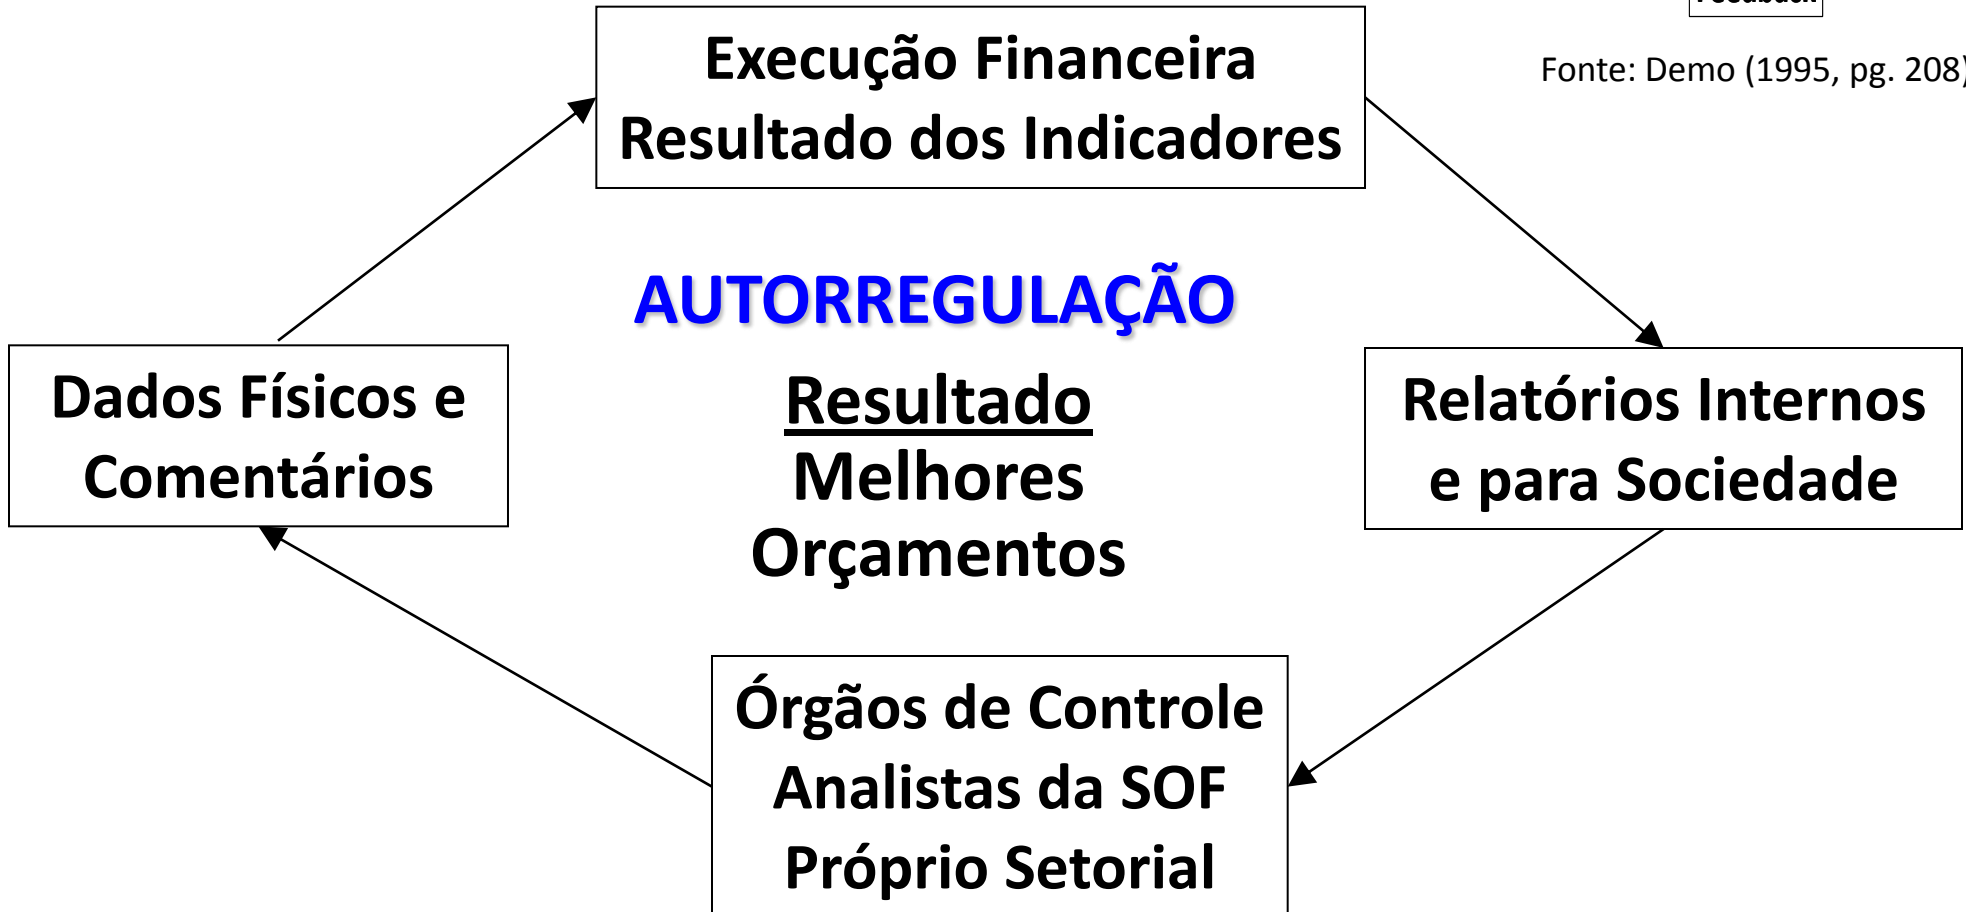 Feedback
Fonte: Demo (1995, pg. 208)
Execução Financeira
Resultado dos Indicadores
AUTORREGULAÇÃO
Dados Físicos e
Comentários
Resultado
Melhores
Orçamentos
Relatórios Internos
e para Sociedade
Órgãos de Controle
Analistas da SOF
Próprio Setorial